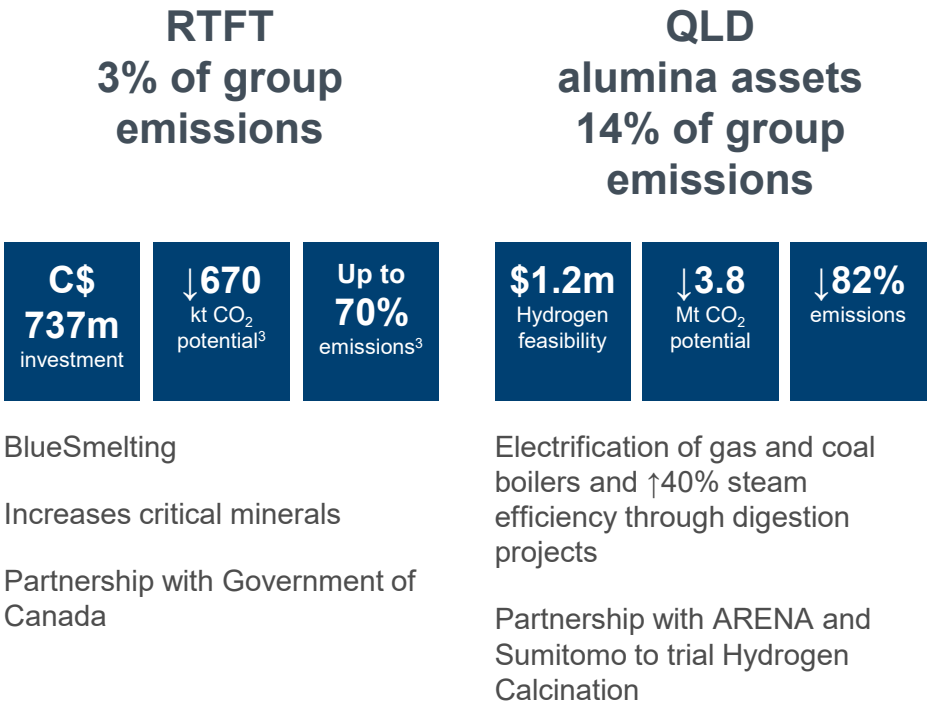 RTFT
3% of group
emissions
C$
737m
investment
↓670
kt CO₂
potential³
Up to
70%
emissions³
BlueSmelting
Increases critical minerals
Partnership with Government of
Canada
QLD
alumina assets
14% of group
emissions
$1.2m
Hydrogen
feasibility
↓3.8
Mt CO₂
potential
↓82%
emissions
Electrification of gas and coal
boilers and ↑40% steam
efficiency through digestion
projects
Partnership with ARENA and
Sumitomo to trial Hydrogen
Calcination